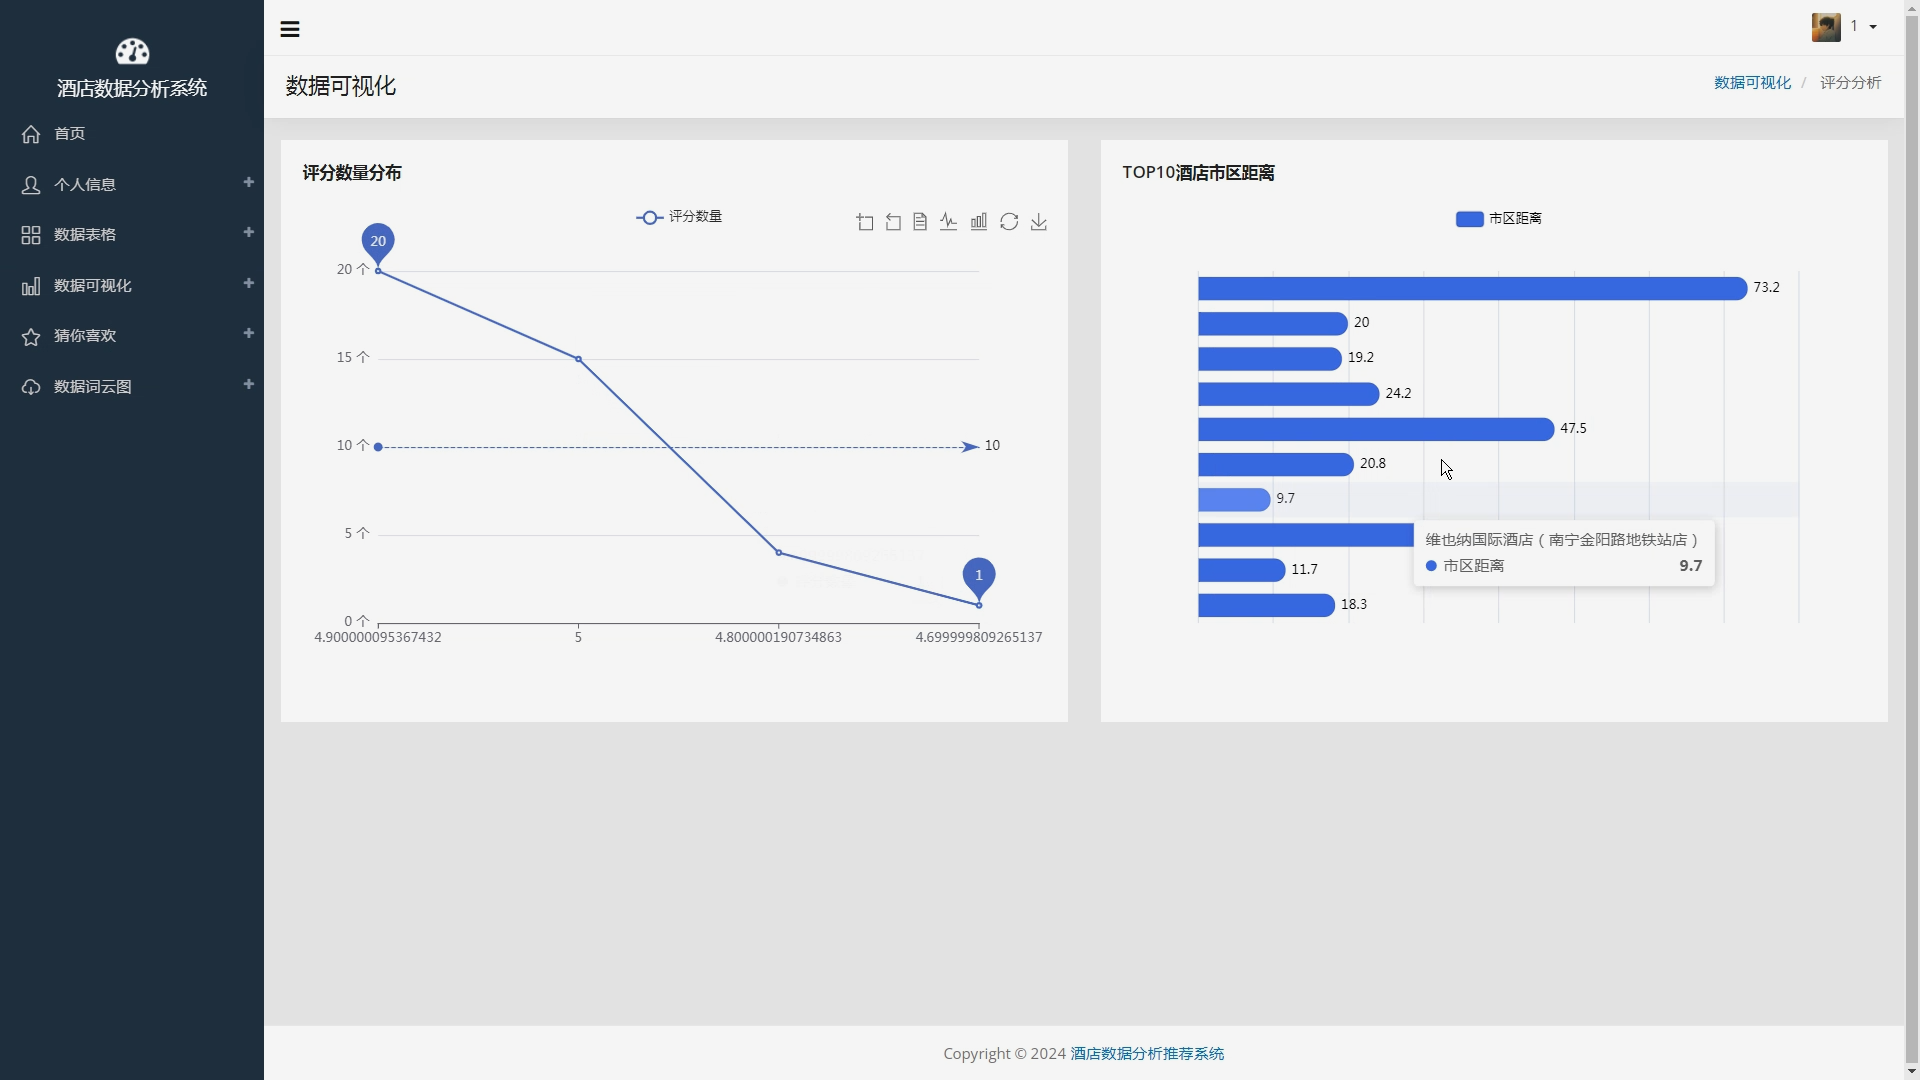 酒店数据分析系统
首页
个人信息
数据表格
数据可视化
猜你喜欢
数据词云图
1
数据可视化
数据可视化 / 评分分析
评分数量分布
评分数量
20
20 个
15 个
10 个
10
5 个
1
0 个
4.900000095367432
5
4.800000190734863
4.699999809265137
TOP10酒店市区距离
市区距离
73.2
20
19.2
24.2
47.5
20.8
9.7
维也纳国际酒店（南宁金阳路地铁站店）
市区距离 9.7
11.7
18.3
Copyright © 2024 酒店数据分析推荐系统